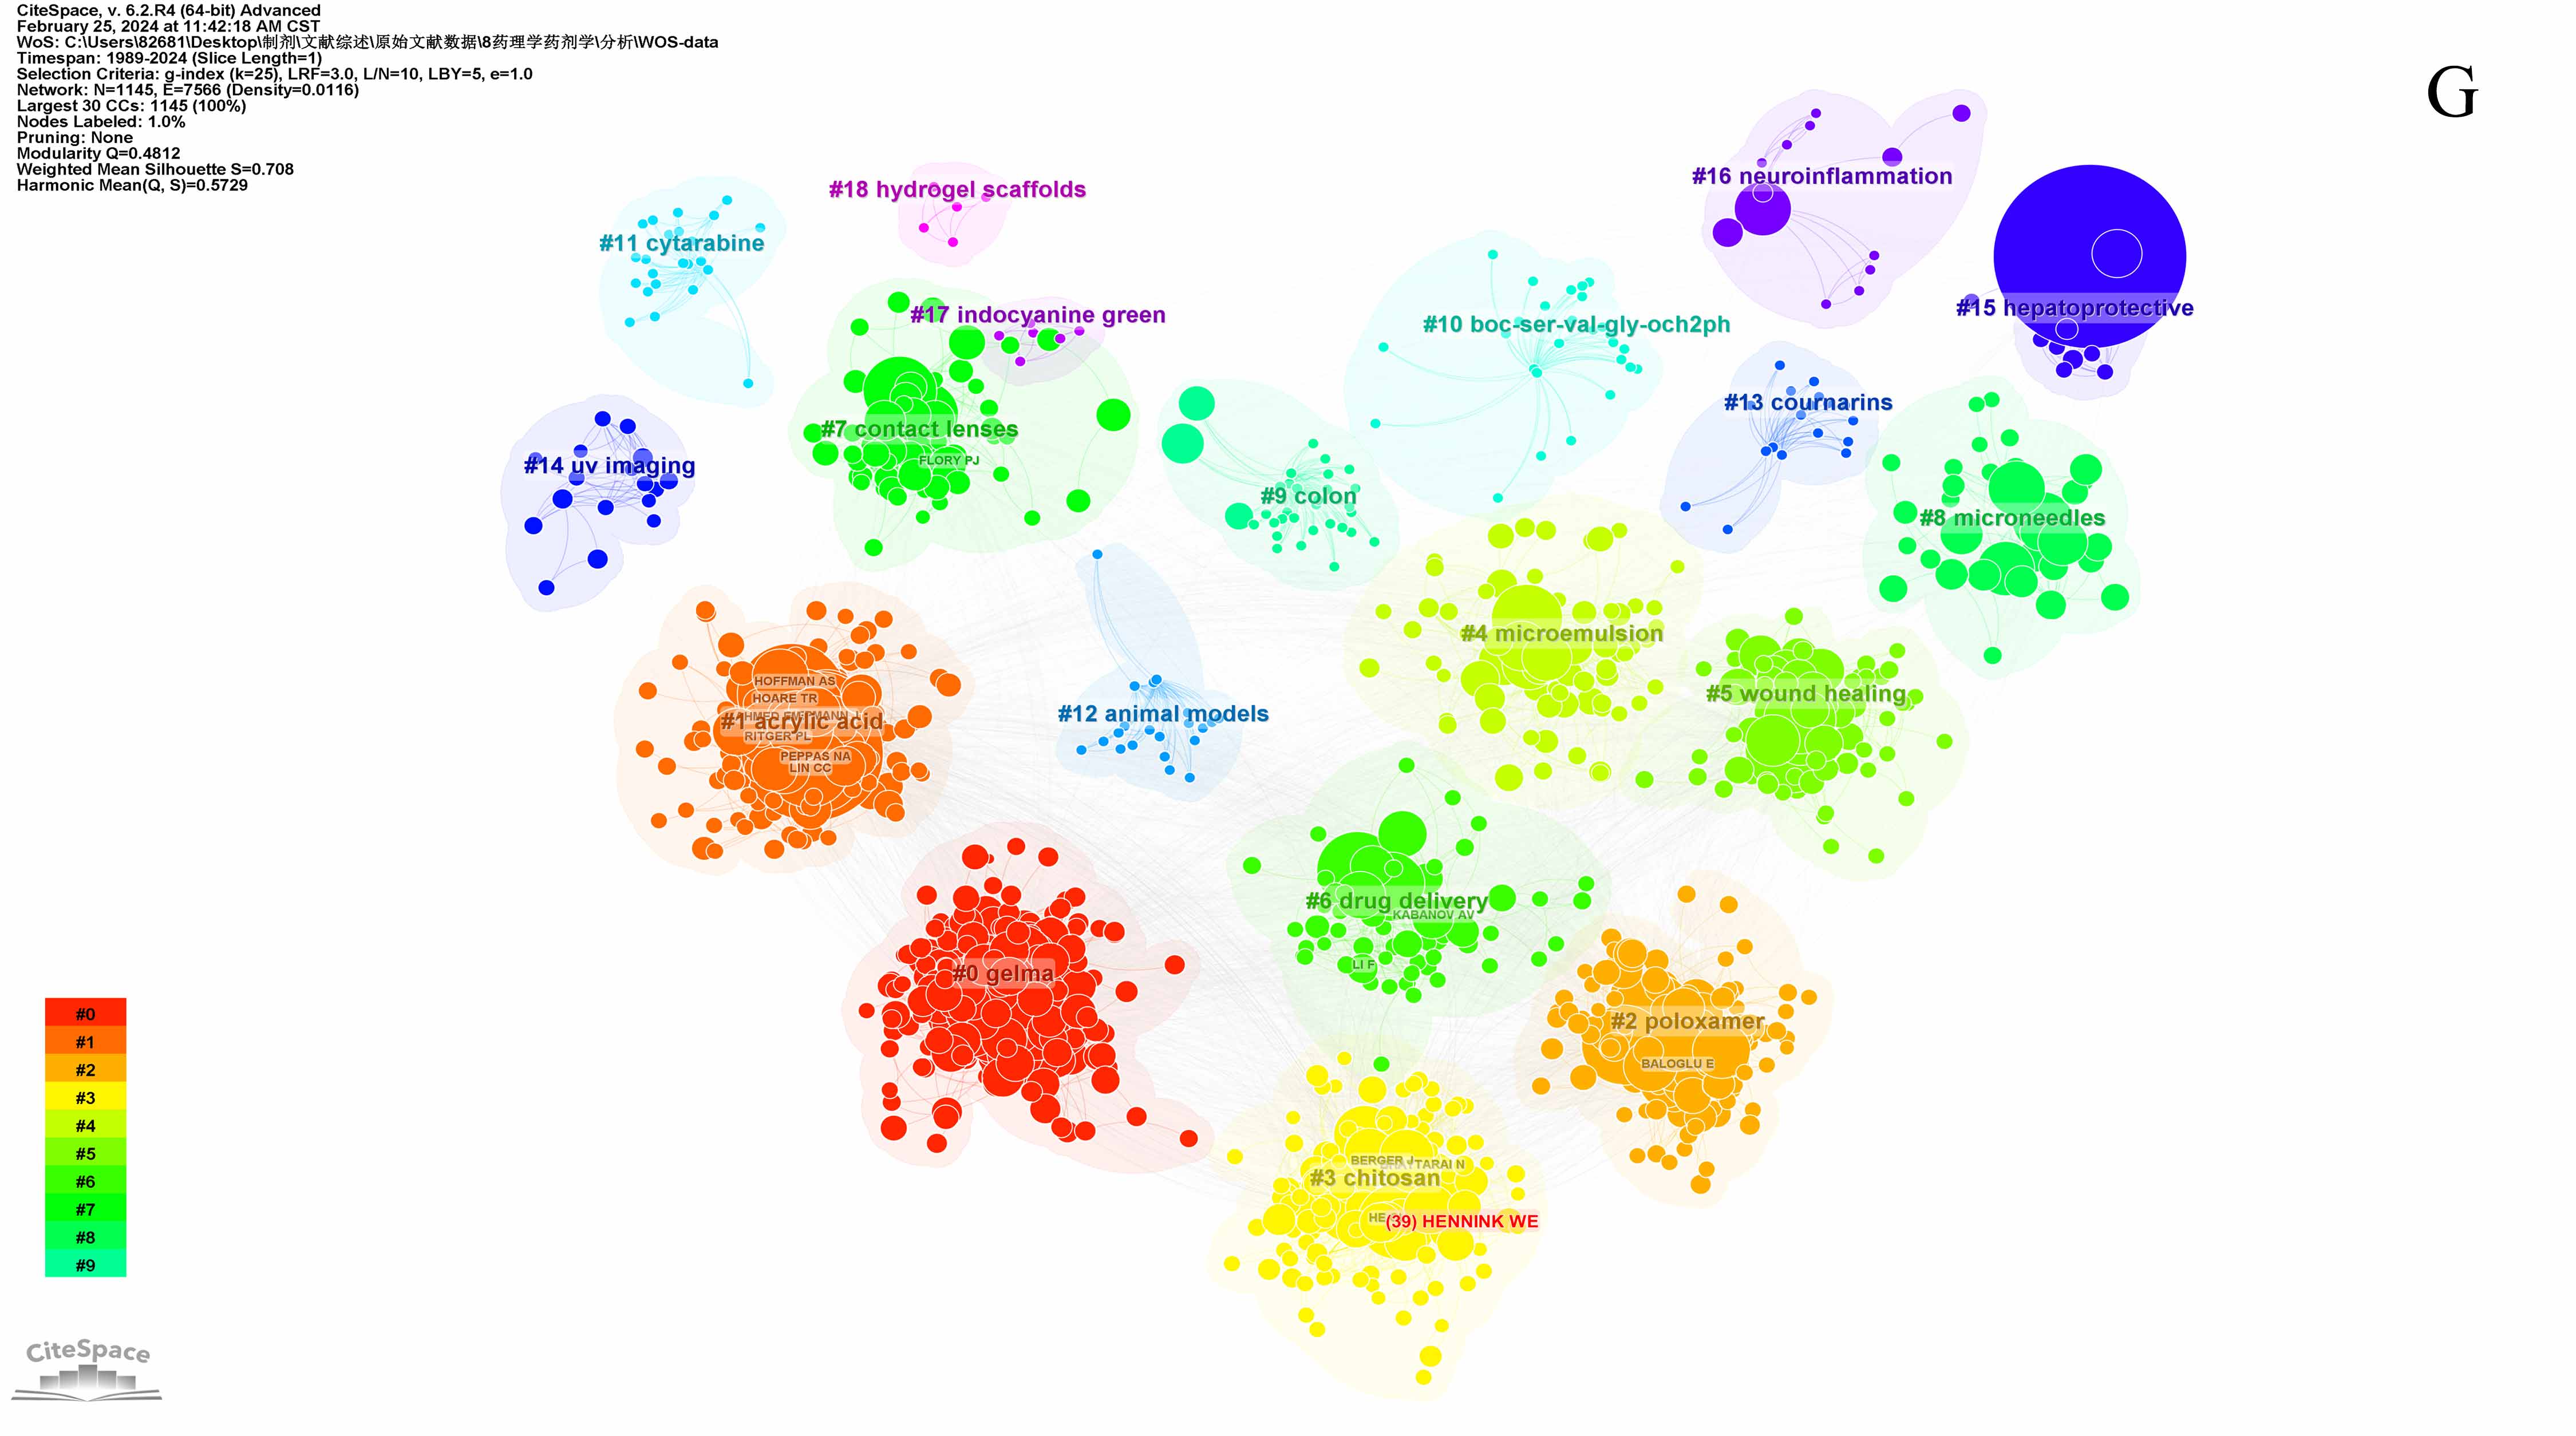 CiteSpace, v. 6.2.R4 (64-bit) Advanced
February 25, 2024 at 11:42:18 AM CST
WoS: C:\Users\82681\Desktop\制剂\文献综述\原始文献数据\8药理学药剂学\分析\WOS-data
Timespan: 1989-2024 (Slice Length=1)
Selection Criteria: g-index (k=25), LRF=3.0, L/N=10, LBY=5, e=1.0
Network: N=1145, E=7566 (Density=0.0116)
Largest 30 CCs: 1145 (100%)
Nodes Labeled: 1.0%
Pruning: None
Modularity Q=0.4812
Weighted Mean Silhouette S=0.708
Harmonic Mean(Q, S)=0.5729
G
#16 neuroinflammation
#18 hydrogel scaffolds
#11 cytarabine
#15 hepatoprotective
#17 indocyanine green
#10 boc-ser-val-gly-och2ph
#13 cournarins
#7 contact lenses
FLORY PJ
#14 uv imaging
#9 colon
#8 microneedles
#4 microemulsion
HOFFMAN AS
#5 wound healing
HOARE TR
#12 animal models
#1 acrylic acid
RITGER PL
PEPPAS NA
LIN CC
#6 drug delivery
KABANOV AV
LI F
#0 gelma
#2 poloxamer
BALOGLU E
BERGER J
TARAI N
#3 chitosan
(39) HENNINK WE
#0
#1
#2
#3
#4
#5
#6
#7
#8
#9
CiteSpace